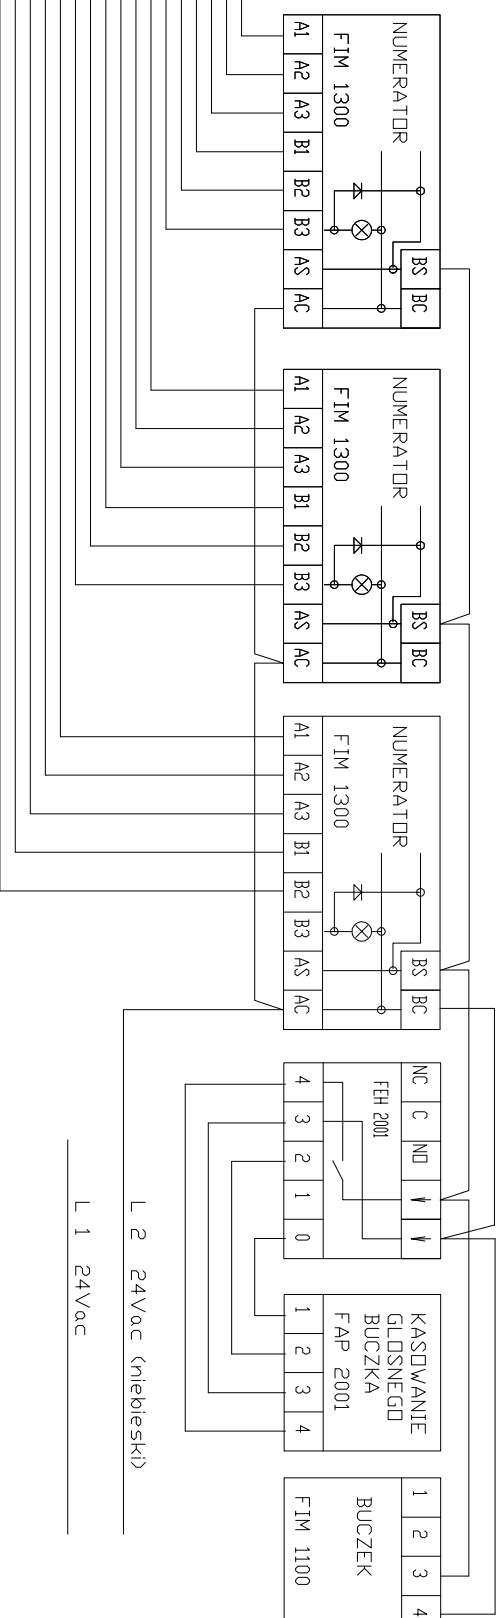 NUMERATOR
FIM 1300
A1
A2
A3
B1
B2
B3
AS
AC
BS
BC
NUMERATOR
FIM 1300
A1
A2
A3
B1
B2
B3
AS
AC
BS
BC
NUMERATOR
FIM 1300
A1
A2
A3
B1
B2
B3
AS
AC
BS
BC
NC
C
NO
FEH 2001
4
3
2
1
0
KASOWANIE
GLOSNEGO
BUCZKA
FAP 2001
1
2
3
4
1
2
3
4
BUCZEK
FIM 1100
L 2 24Vac (niebieski)
L 1 24Vac